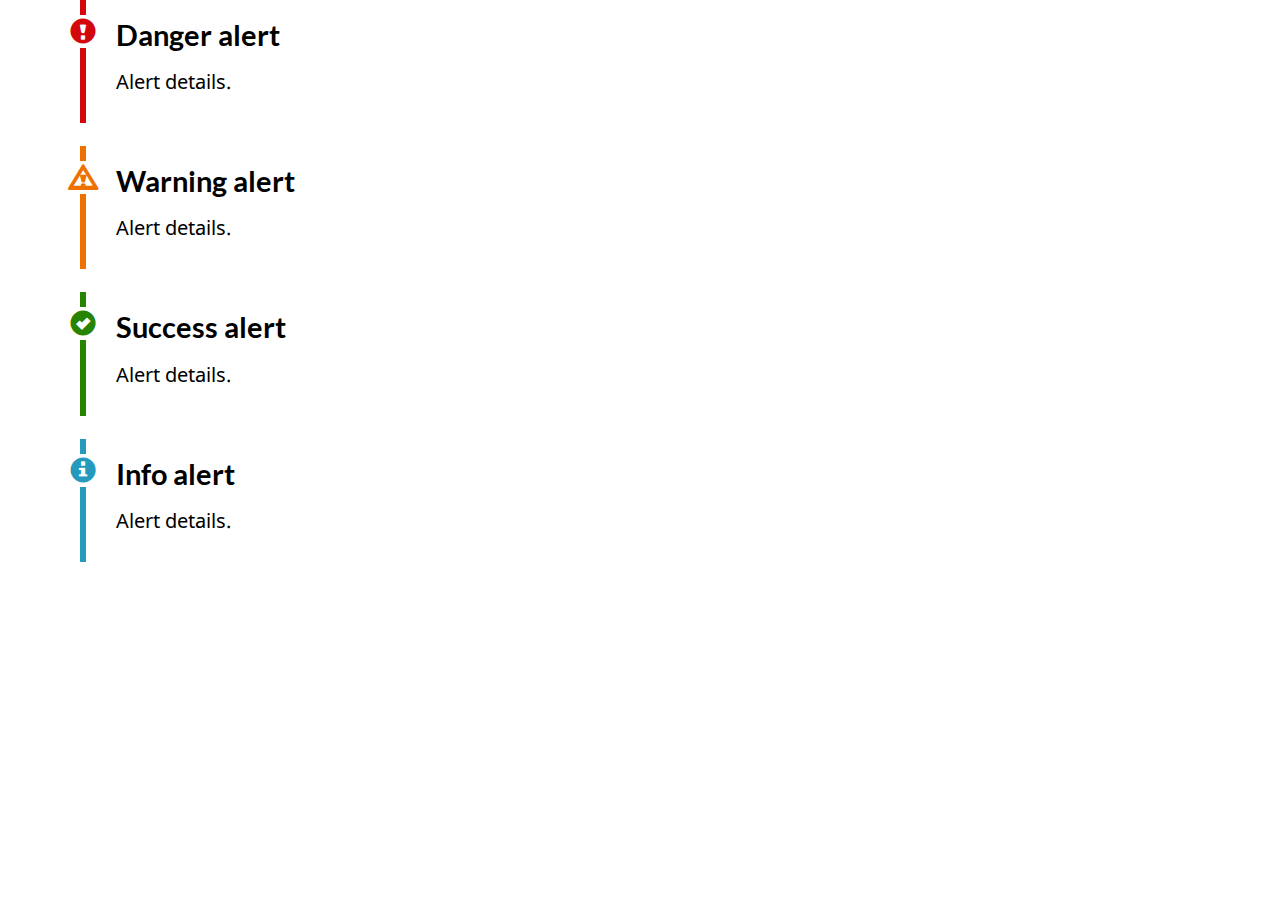 Danger alert
Alert details.
Warning alert
Alert details.
Success alert
Alert details.
Info alert
Alert details.